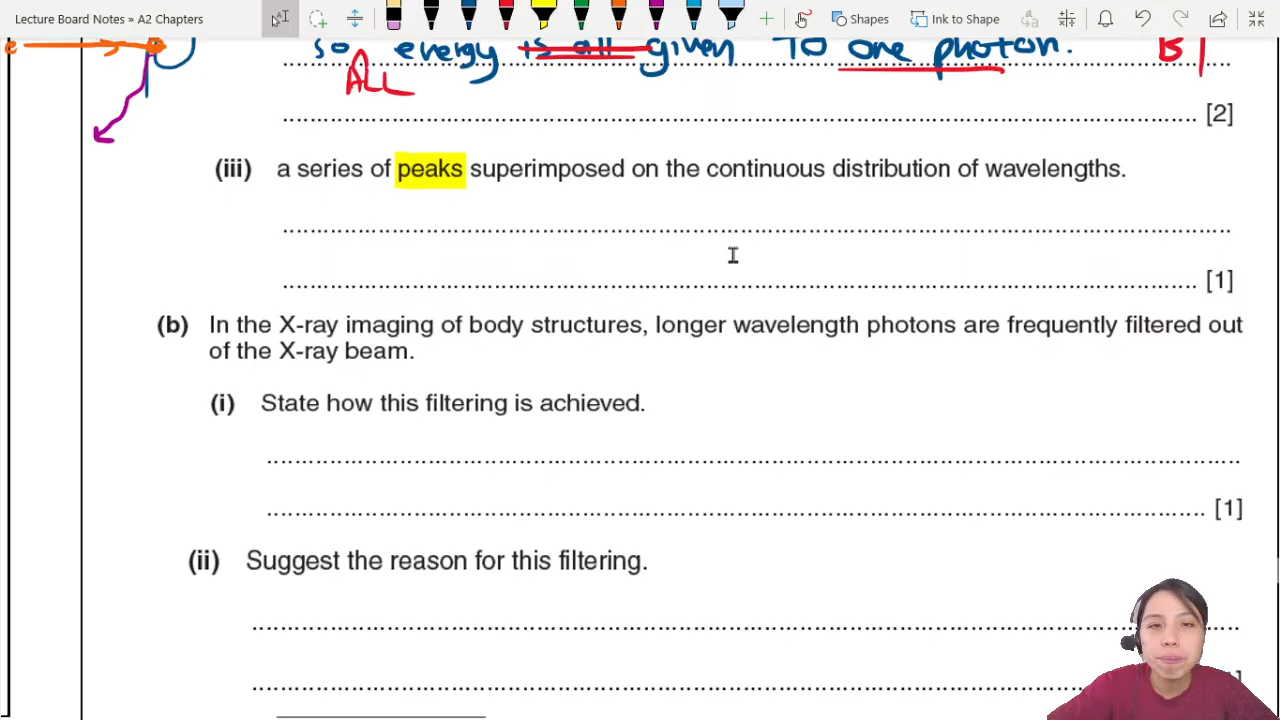 Lecture Board Notes » A2 Chapters
Shapes
Ink to Shape
so energy is all given To one photon. B1
ALL
[2]
(iii) a series of peaks superimposed on the continuous distribution of wavelengths.
[1]
(b) In the X-ray imaging of body structures, longer wavelength photons are frequently filtered out
of the X-ray beam.
(i) State how this filtering is achieved.
[1]
(ii) Suggest the reason for this filtering.